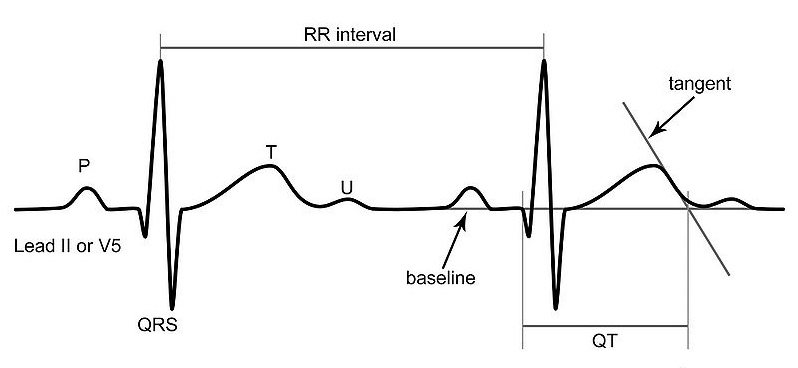 RR interval
tangent
P
T
U
Lead II or V5
baseline
QRS
QT